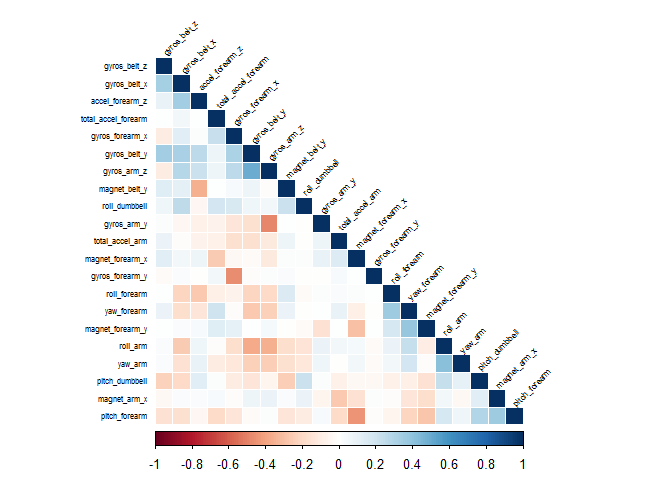 gyros_belt_z
gyros_belt_x
accel_forearm_z
total_accel_forearm
gyros_forearm_x
gyros_belt_y
gyros_arm_z
magnet_belt_y
roll_dumbbell
gyros_arm_y
total_accel_arm
magnet_forearm_x
gyros_forearm_y
roll_forearm
yaw_forearm
magnet_forearm_y
roll_arm
yaw_arm
pitch_dumbbell
magnet_arm_x
pitch_forearm
gyros_belt_z
gyros_belt_x
accel_forearm_z
total_accel_forearm
gyros_forearm_x
gyros_belt_y
gyros_arm_z
magnet_belt_y
roll_dumbbell
gyros_arm_y
total_accel_arm
magnet_forearm_x
gyros_forearm_y
roll_forearm
yaw_forearm
magnet_forearm_y
roll_arm
yaw_arm
pitch_dumbbell
magnet_arm_x
pitch_forearm
-1 -0.8 -0.6 -0.4 -0.2 0 0.2 0.4 0.6 0.8 1